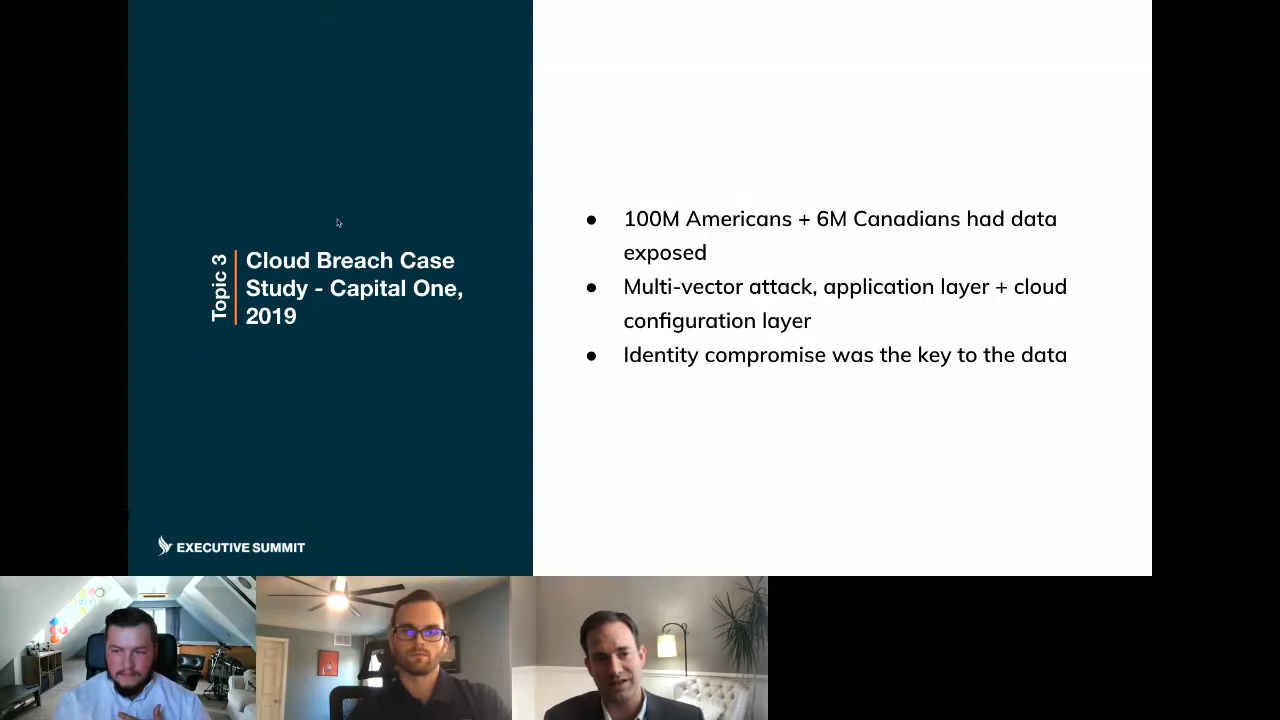 Topic 3
Cloud Breach Case
Study - Capital One,
2019
● 100M Americans + 6M Canadians had data
exposed
● Multi-vector attack, application layer + cloud
configuration layer
● Identity compromise was the key to the data
EXECUTIVE SUMMIT